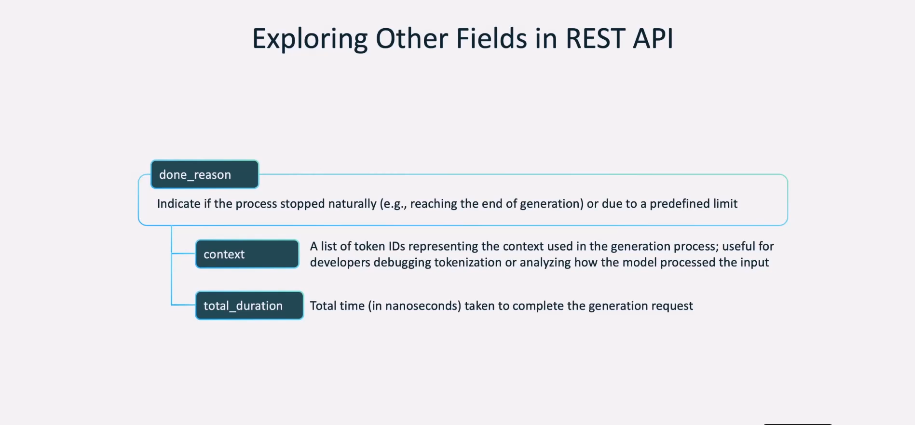 Exploring Other Fields in REST API
done_reason
Indicate if the process stopped naturally (e.g., reaching the end of generation) or due to a predefined limit
context
A list of token IDs representing the context used in the generation process; useful for
developers debugging tokenization or analyzing how the model processed the input
total_duration
Total time (in nanoseconds) taken to complete the generation request